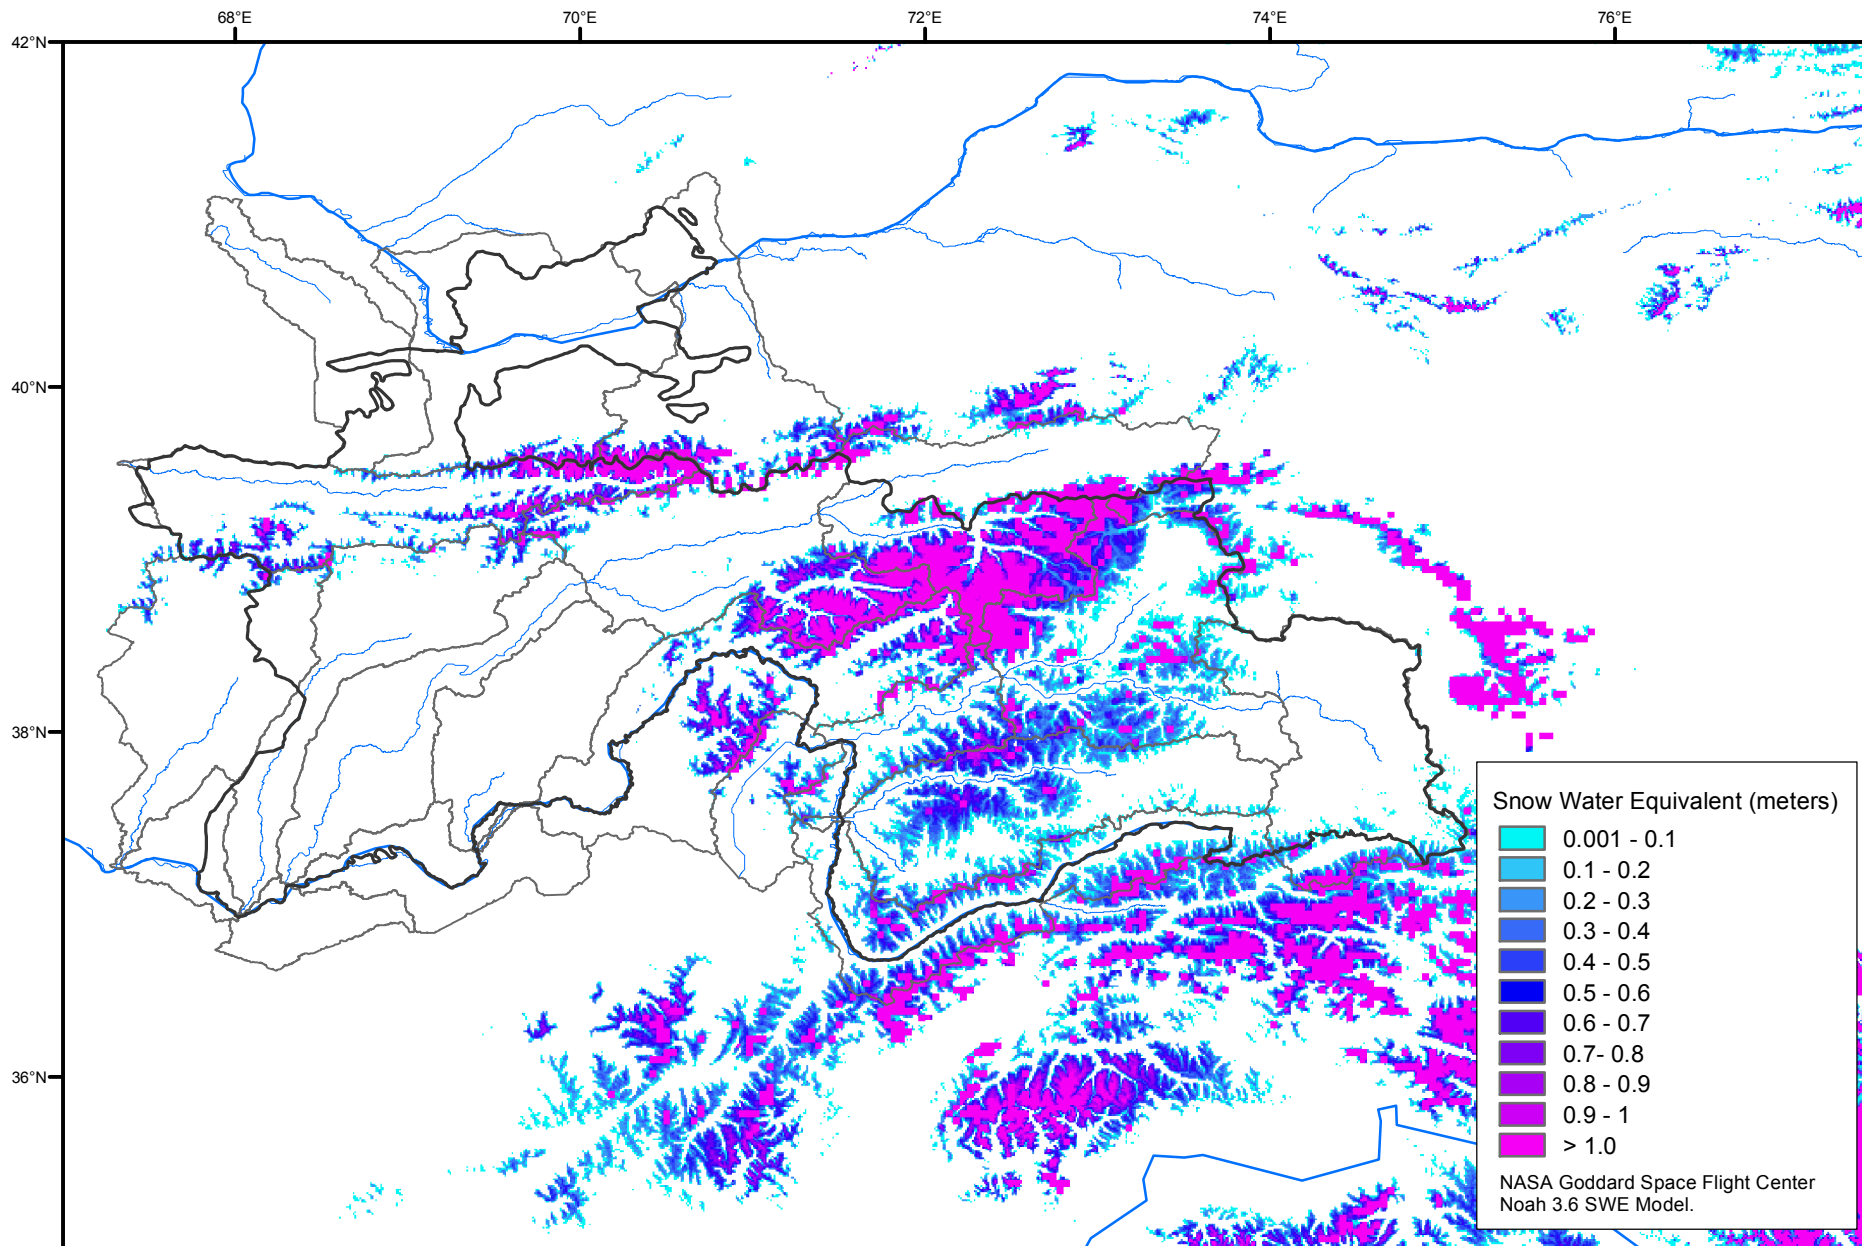 68°E
70°E
72°E
74°E
76°E
42°N
40°N
38°N
36°N
Snow Water Equivalent (meters)
0.001 - 0.1
0.1 - 0.2
0.2 - 0.3
0.3 - 0.4
0.4 - 0.5
0.5 - 0.6
0.6 - 0.7
0.7- 0.8
0.8 - 0.9
0.9 - 1
> 1.0
NASA Goddard Space Flight Center
Noah 3.6 SWE Model.